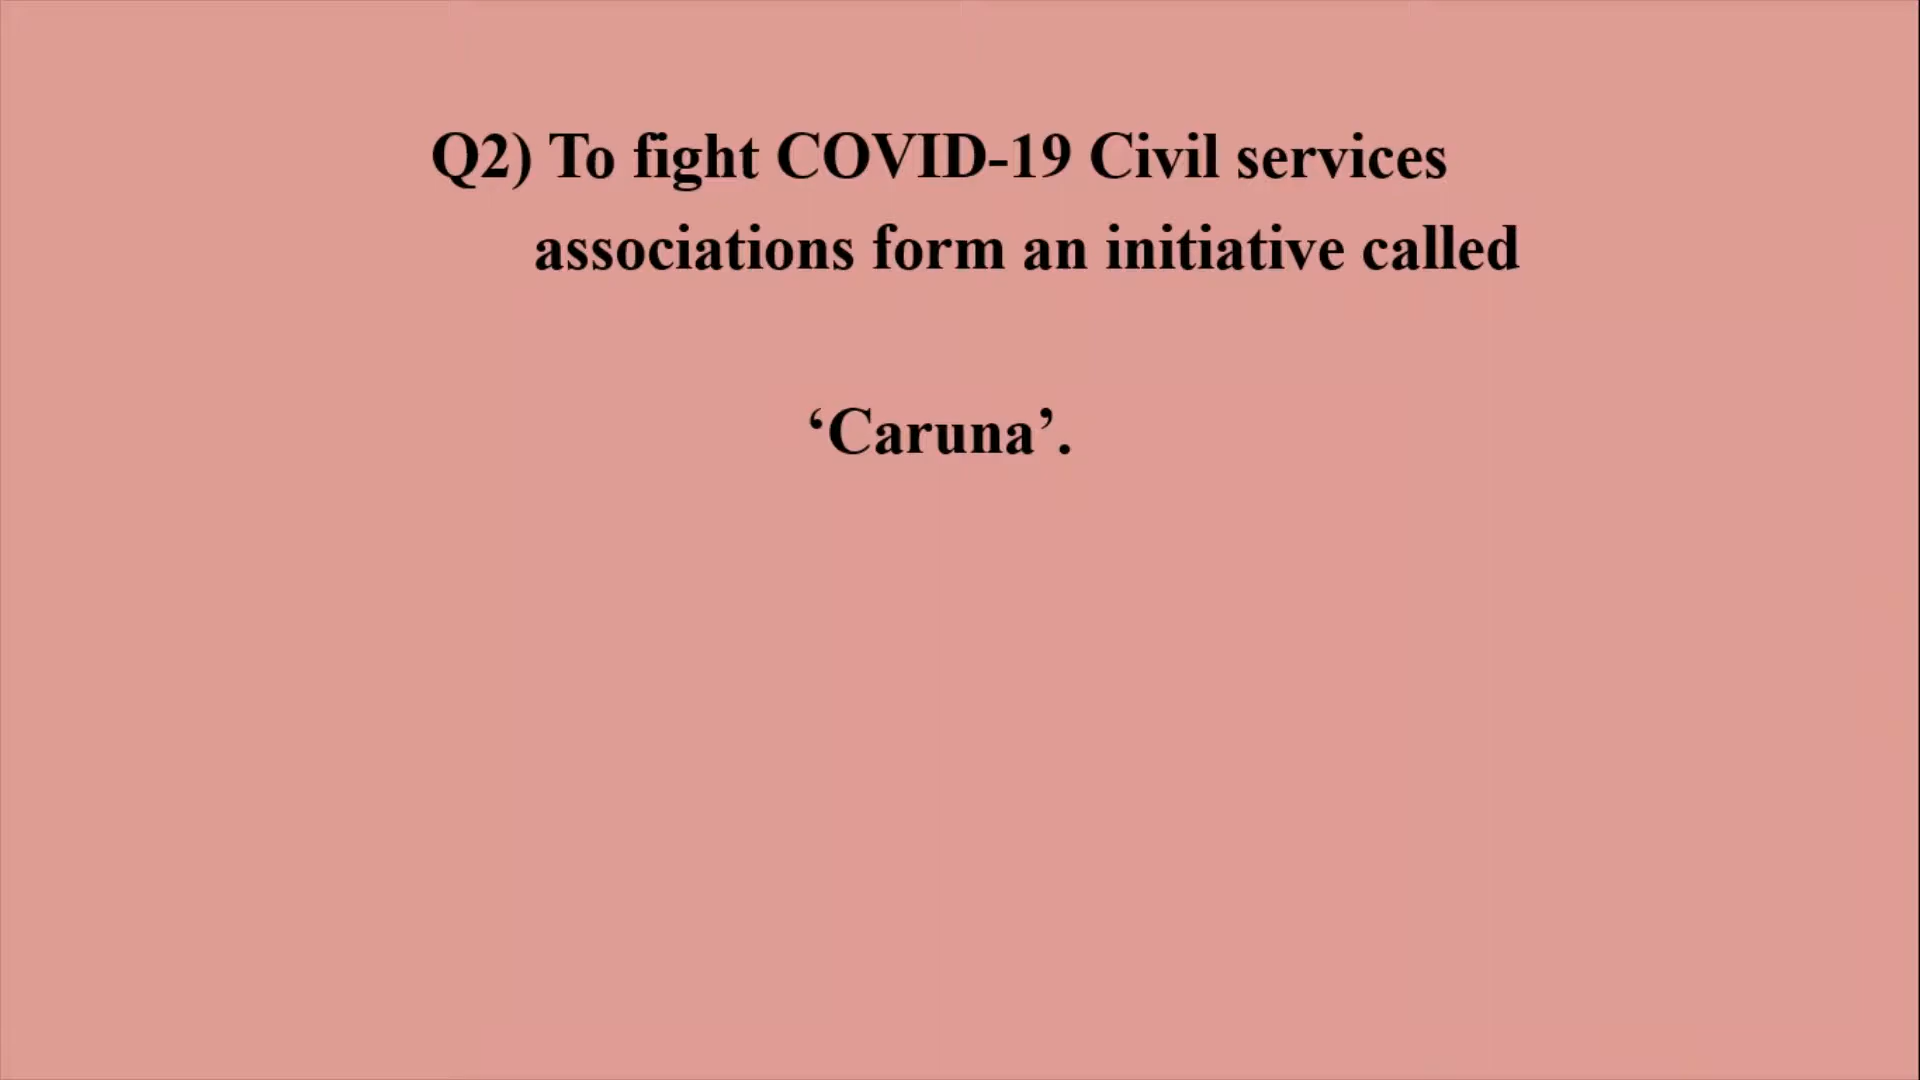 Q2) To fight COVID-19 Civil services
associations form an initiative called
‘Caruna’.